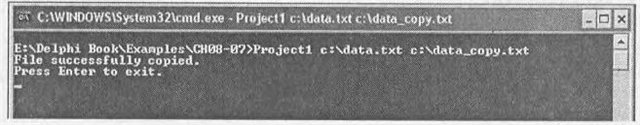 C:\WINDOWS\System32\cmd.exe - Project1 c:\data.txt c:\data_copy.txt
E:\Delphi Book\Examples\CH08-07>Project1 c:\data.txt c:\data_copy.txt
File successfully copied.
Press Enter to exit.